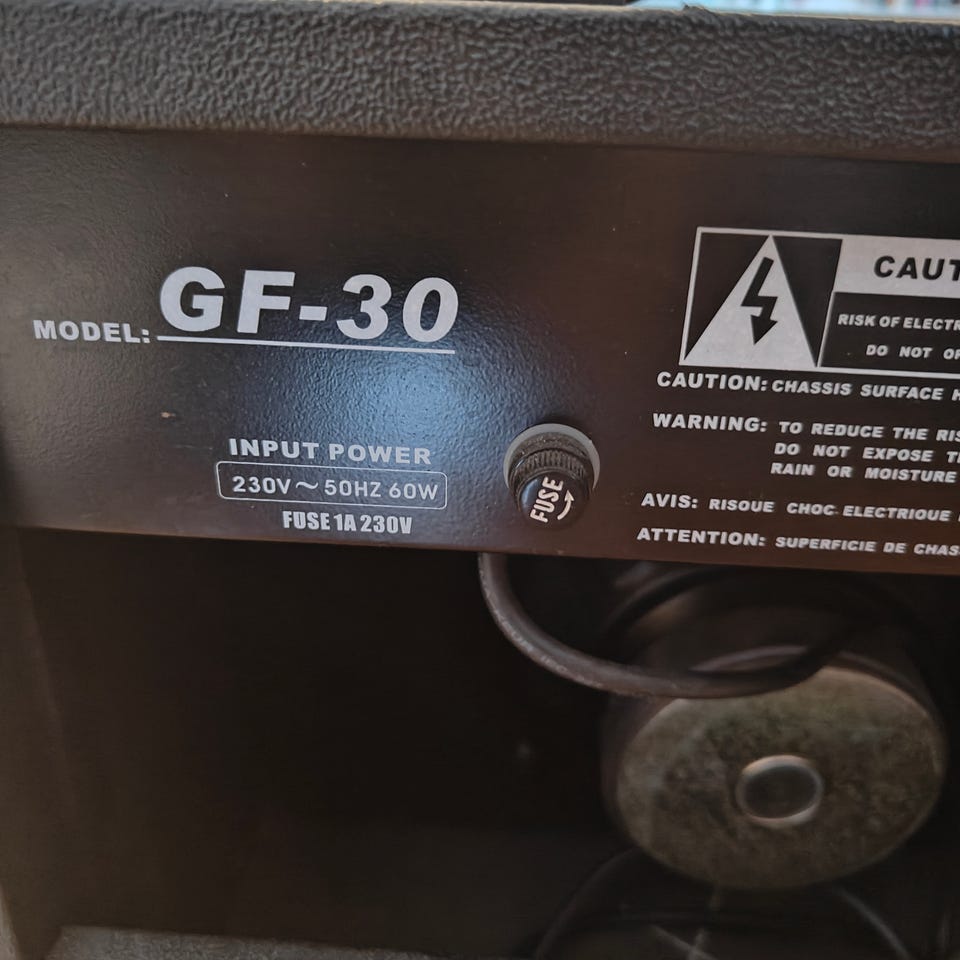 MODEL: GF-30
INPUT POWER
230V~50HZ 60W
FUSE 1A 230V
FUSE
CAUT
RISK OF ELECTR
DO NOT OP
CAUTION: CHASSIS SURFACE H
WARNING: TO REDUCE THE RIS
DO NOT EXPOSE TH
RAIN OR MOISTURE
AVIS: RISQUE CHOC ELECTRIQUE
ATTENTION: SUPERFICIE DE CHAS